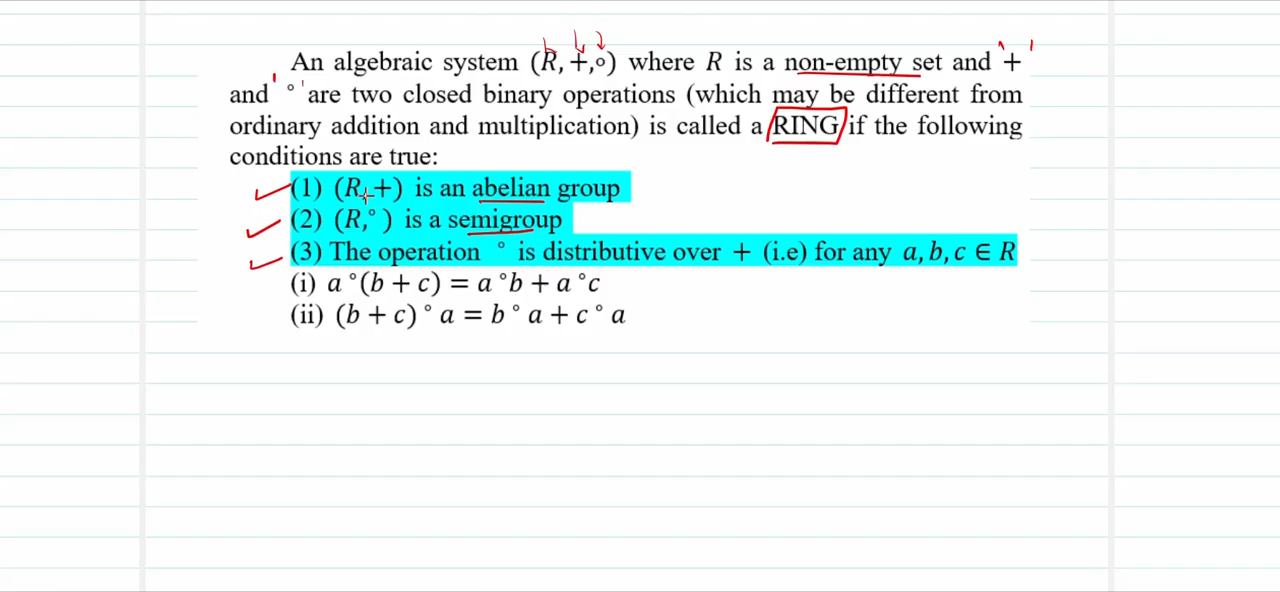 An algebraic system (R, +,∘) where R is a non-empty set and '+'
and '∘' are two closed binary operations (which may be different from
ordinary addition and multiplication) is called a RING if the following
conditions are true:
(1) (R, +) is an abelian group
(2) (R,∘) is a semigroup
(3) The operation ∘ is distributive over + (i.e) for any a, b, c ∈ R
(i) a ∘(b + c) = a ∘b + a ∘c
(ii) (b + c) ∘ a = b ∘ a + c ∘ a